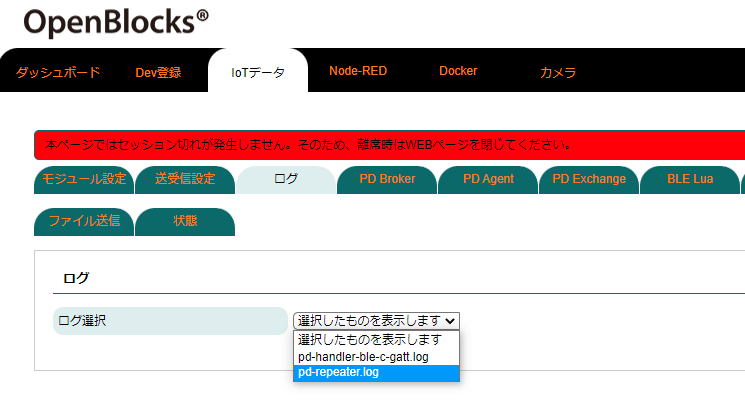 OpenBlocks®
ダッシュボード Dev登録 IoTデータ Node-RED Docker カメラ
本ページではセッション切れが発生しません。そのため、離席時はWEBページを閉じてください。
モジュール設定 送受信設定 ログ PD Broker PD Agent PD Exchange BLE Lua
ファイル送信 状態
ログ
ログ選択 選択したものを表示します
選択したものを表示します
pd-handler-ble-c-gatt.log
pd-repeater.log